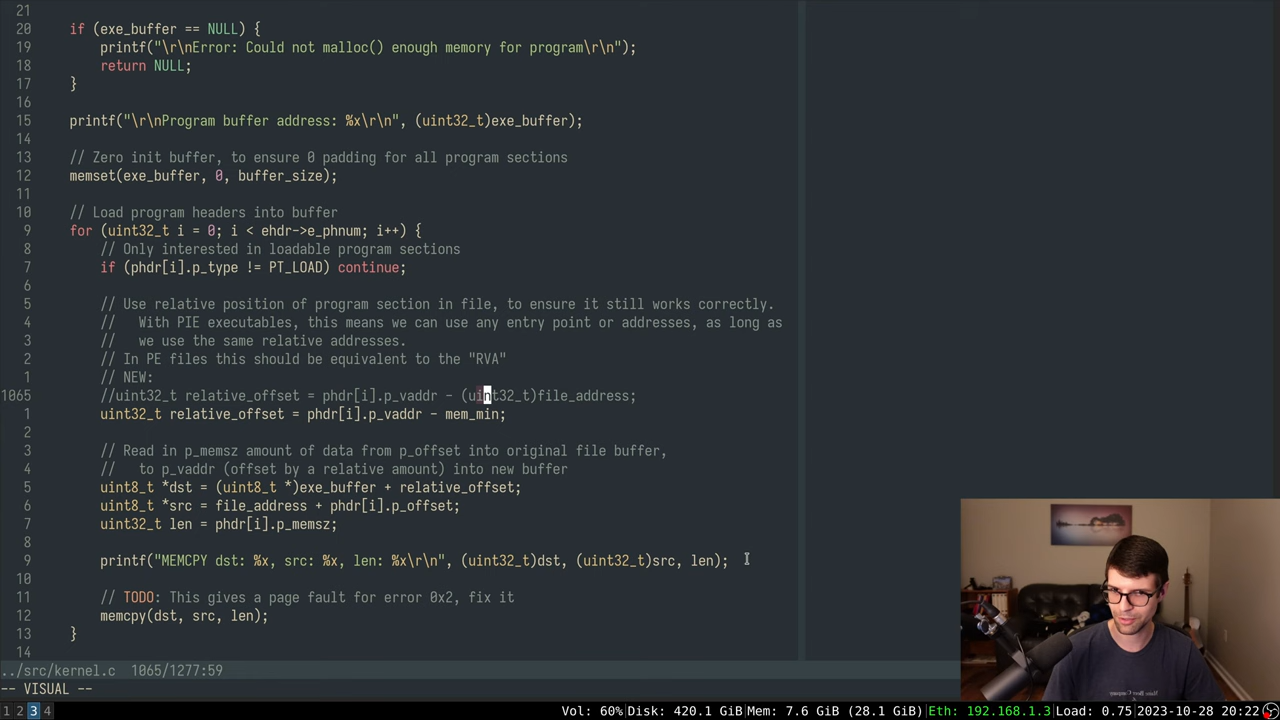 21
20 if (exe_buffer == NULL) {
19 printf("\r\nError: Could not malloc() enough memory for program\r\n");
18 return NULL;
17 }
16
15 printf("\r\nProgram buffer address: %x\r\n", (uint32_t)exe_buffer);
14
13 // Zero init buffer, to ensure 0 padding for all program sections
12 memset(exe_buffer, 0, buffer_size);
11
10 // Load program headers into buffer
9 for (uint32_t i = 0; i < ehdr->e_phnum; i++) {
8 // Only interested in loadable program sections
7 if (phdr[i].p_type != PT_LOAD) continue;
6
5 // Use relative position of program section in file, to ensure it still works correctly.
4 // With PIE executables, this means we can use any entry point or addresses, as long as
3 // we use the same relative addresses.
2 // In PE files this should be equivalent to the "RVA"
1 // NEW:
1065 //uint32_t relative_offset = phdr[i].p_vaddr - (uint32_t)file_address;
1 uint32_t relative_offset = phdr[i].p_vaddr - mem_min;
2
3 // Read in p_memsz amount of data from p_offset into original file buffer,
4 // to p_vaddr (offset by a relative amount) into new buffer
5 uint8_t *dst = (uint8_t *)exe_buffer + relative_offset;
6 uint8_t *src = file_address + phdr[i].p_offset;
7 uint32_t len = phdr[i].p_memsz;
8
9 printf("MEMCPY dst: %x, src: %x, len: %x\r\n", (uint32_t)dst, (uint32_t)src, len);
10
11 // TODO: This gives a page fault for error 0x2, fix it
12 memcpy(dst, src, len);
13 }
14
../src/kernel.c 1065/1277:59
-- VISUAL --
1 2 3 4 Vol: 60%|Disk: 420.1 GiB|Mem: 7.6 GiB (28.1 GiB)|Eth: 192.168.1.3|Load: 0.75|2023-10-28 20:22